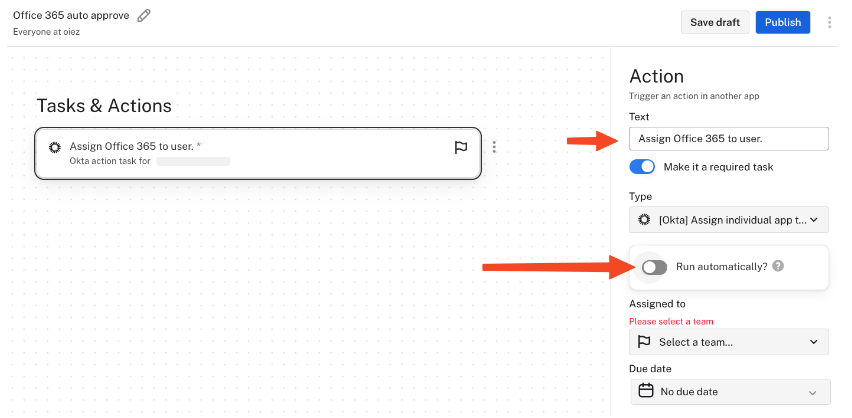 Office 365 auto approve
Everyone at oiez
Save draft
Publish
Tasks & Actions
Assign Office 365 to user. *
Okta action task for
Action
Trigger an action in another app
Text
Assign Office 365 to user.
Make it a required task
Type
[Okta] Assign individual app t...
Run automatically? ?
Assigned to
Please select a team
Select a team...
Due date
No due date